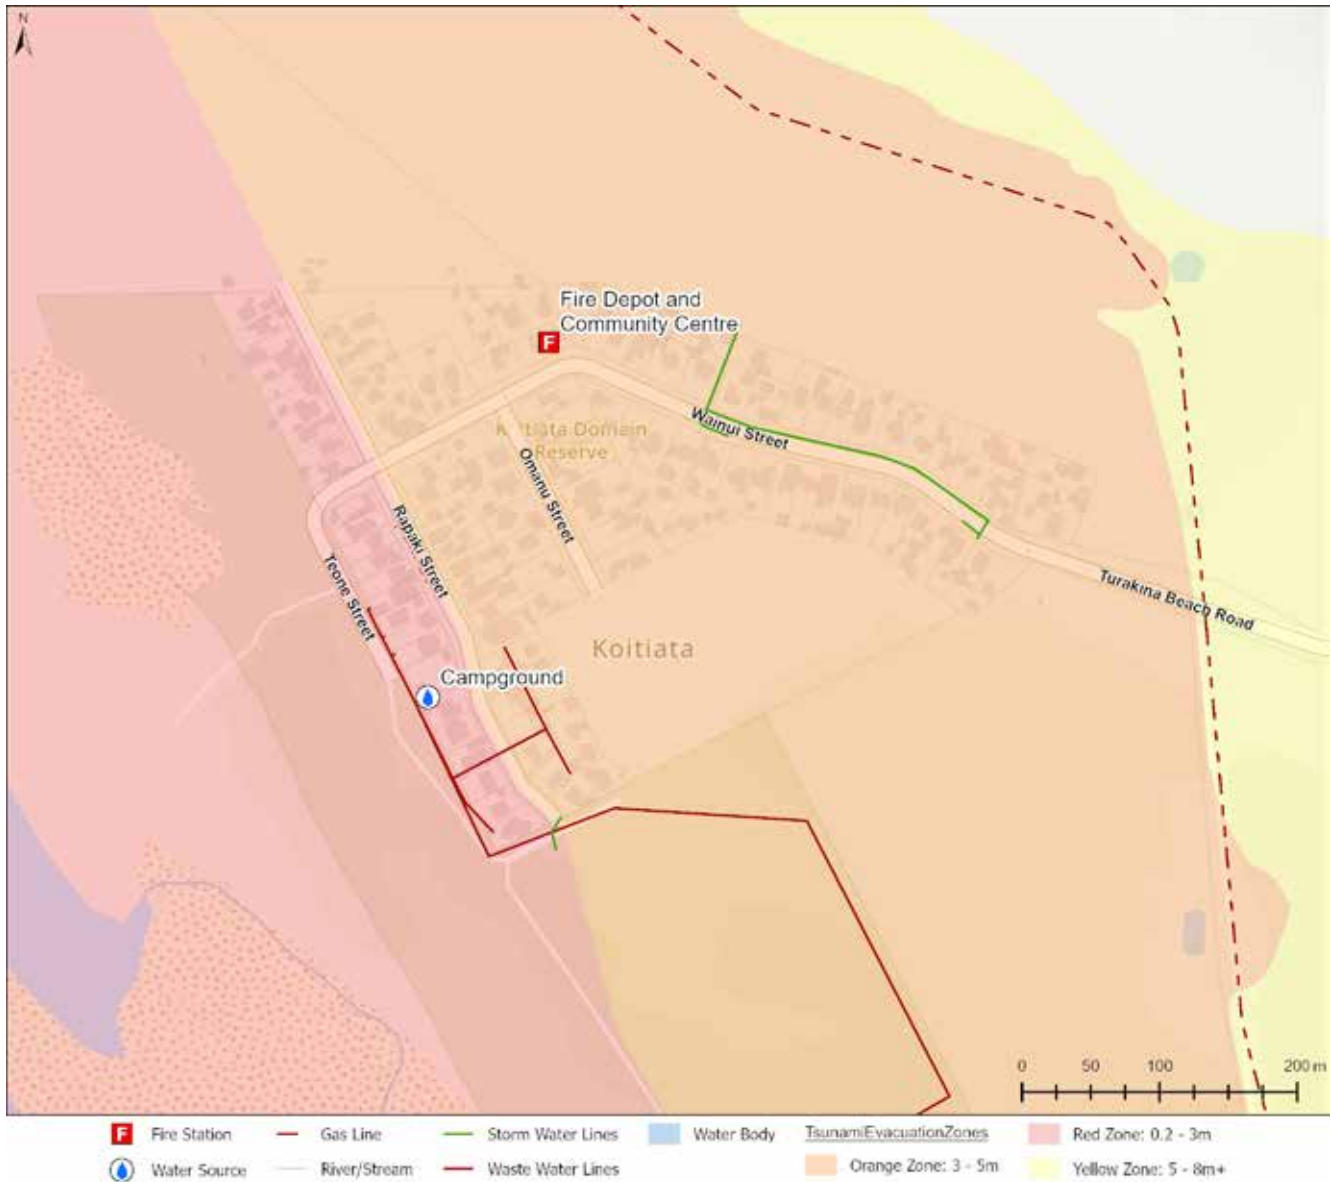 N
Fire Depot and
Community Centre
F
Wainui Street
Reserve
Omanu Street
Rapaki Street
Teone Street
Turakina Beach Road
Koitiata
Campground
0 50 100 200 m
F Fire Station Gas Line Storm Water Lines Water Body TsunamiEvacuationZones Red Zone: 0.2 - 3m
Water Source River/Stream Waste Water Lines Orange Zone: 3 - 5m Yellow Zone: 5 - 8m+